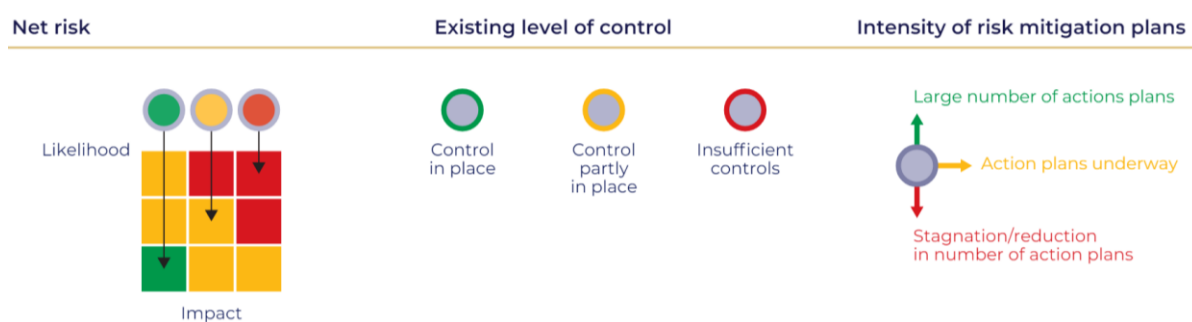 Net risk
Existing level of control
Intensity of risk mitigation plans
Likelihood
Impact
Control
in place
Control
partly
in place
Insufficient
controls
Large number of actions plans
Action plans underway
Stagnation/reduction
in number of action plans